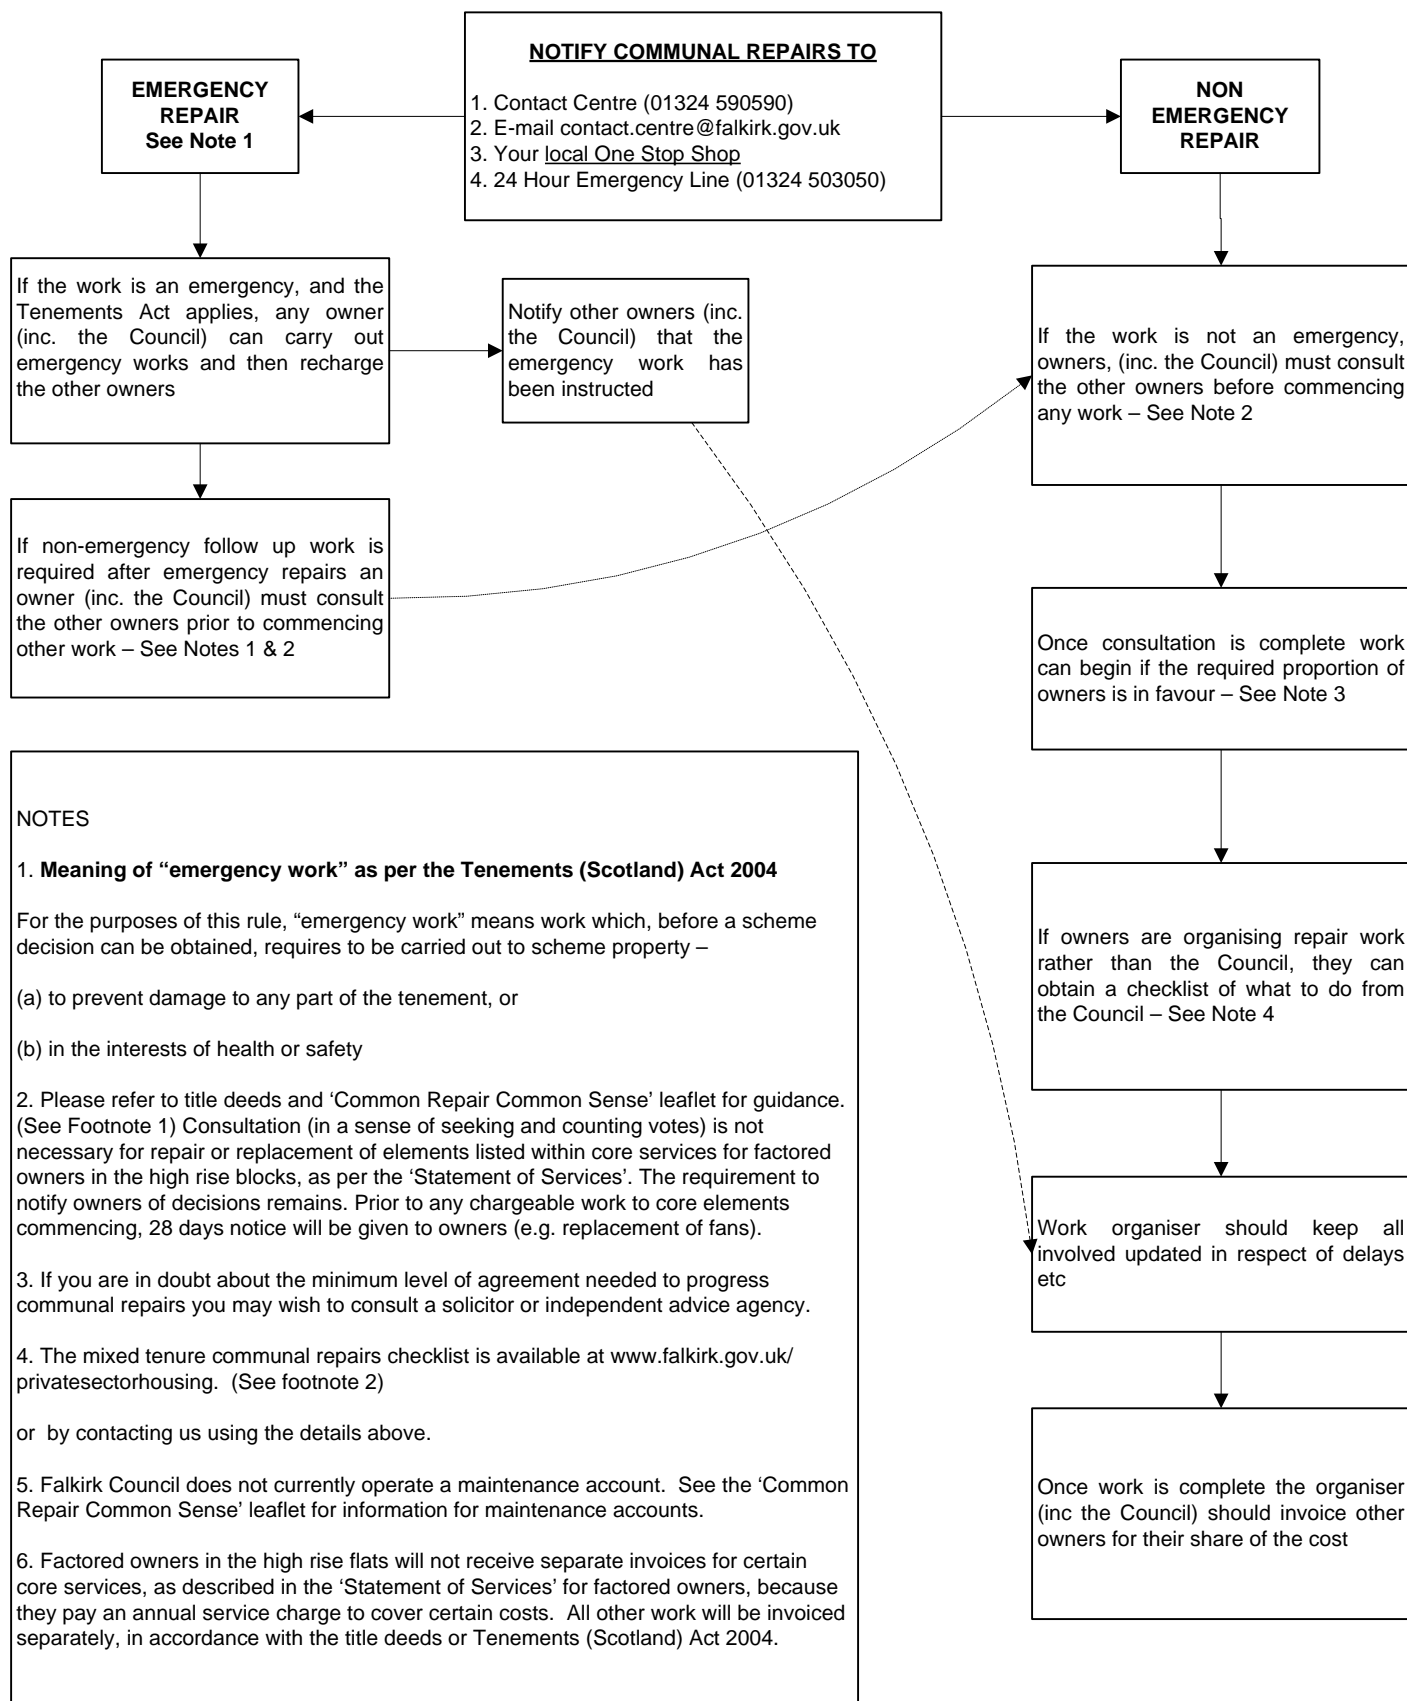 NOTIFY COMMUNAL REPAIRS TO
1. Contact Centre (01324 590590)
2. E-mail contact.centre@falkirk.gov.uk
3. Your local One Stop Shop
4. 24 Hour Emergency Line (01324 503050)
EMERGENCY
REPAIR
See Note 1
NON
EMERGENCY
REPAIR
If the work is an emergency, and the
Tenements Act applies, any owner
(inc. the Council) can carry out
emergency works and then recharge
the other owners
Notify other owners (inc.
the Council) that the
emergency work has
been instructed
If the work is not an emergency,
owners, (inc. the Council) must consult
the other owners before commencing
any work – See Note 2
If non-emergency follow up work is
required after emergency repairs an
owner (inc. the Council) must consult
the other owners prior to commencing
other work – See Notes 1 & 2
Once consultation is complete work
can begin if the required proportion of
owners is in favour – See Note 3
If owners are organising repair work
rather than the Council, they can
obtain a checklist of what to do from
the Council – See Note 4
Work organiser should keep all
involved updated in respect of delays
etc
Once work is complete the organiser
(inc the Council) should invoice other
owners for their share of the cost
NOTES
1. Meaning of “emergency work” as per the Tenements (Scotland) Act 2004
For the purposes of this rule, “emergency work” means work which, before a scheme
decision can be obtained, requires to be carried out to scheme property –
(a) to prevent damage to any part of the tenement, or
(b) in the interests of health or safety
2. Please refer to title deeds and ‘Common Repair Common Sense’ leaflet for guidance.
(See Footnote 1) Consultation (in a sense of seeking and counting votes) is not
necessary for repair or replacement of elements listed within core services for factored
owners in the high rise blocks, as per the ‘Statement of Services’. The requirement to
notify owners of decisions remains. Prior to any chargeable work to core elements
commencing, 28 days notice will be given to owners (e.g. replacement of fans).
3. If you are in doubt about the minimum level of agreement needed to progress
communal repairs you may wish to consult a solicitor or independent advice agency.
4. The mixed tenure communal repairs checklist is available at www.falkirk.gov.uk/
privatesectorhousing.  (See footnote 2)
or  by contacting us using the details above.
5. Falkirk Council does not currently operate a maintenance account.  See the ‘Common
Repair Common Sense’ leaflet for information for maintenance accounts.
6. Factored owners in the high rise flats will not receive separate invoices for certain
core services, as described in the ‘Statement of Services’ for factored owners, because
they pay an annual service charge to cover certain costs.  All other work will be invoiced
separately, in accordance with the title deeds or Tenements (Scotland) Act 2004.